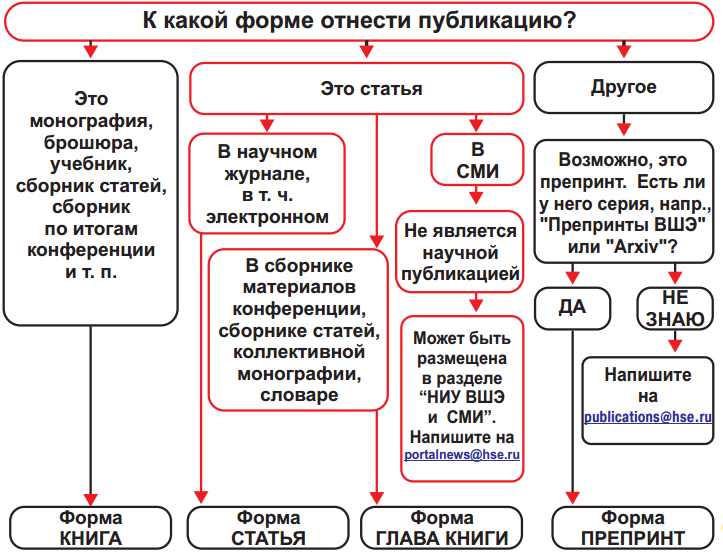 К какой форме отнести публикацию?
Это
монография,
брошюра,
учебник,
сборник статей,
сборник
по итогам
конференции
и т. п.
Это статья
Другое
В научном
журнале,
в т. ч.
электронном
В
СМИ
Возможно, это
препринт. Есть ли
у него серия, напр.,
"Препринты ВШЭ"
или "Arxiv"?
В сборнике
материалов
конференции,
сборнике статей,
коллективной
монографии,
словаре
Не является
научной
публикацией
ДА
НЕ
ЗНАЮ
Может быть
размещена
в разделе
“НИУ ВШЭ
и СМИ”.
Напишите на
portalnews@hse.ru
Напишите
на
publications@hse.ru
Форма
КНИГА
Форма
СТАТЬЯ
Форма
ГЛАВА КНИГИ
Форма
ПРЕПРИНТ